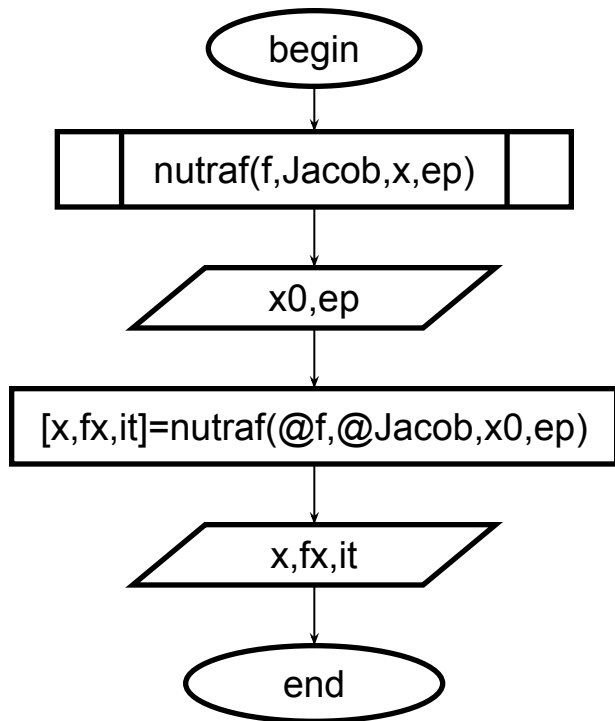 begin
nutraf(f,Jacob,x,ep)
x0,ep
[x,fx,it]=nutraf(@f,@Jacob,x0,ep)
x,fx,it
end